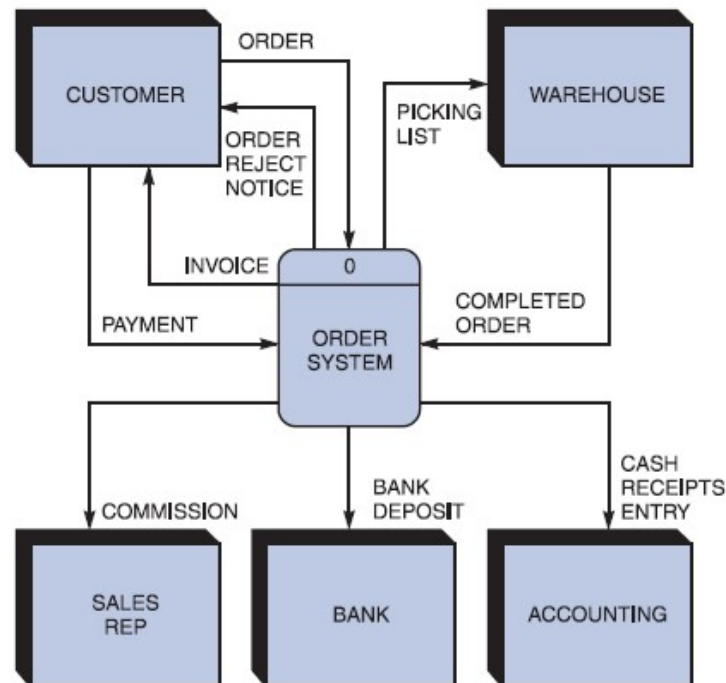 ORDER
CUSTOMER
WAREHOUSE
PICKING
LIST
ORDER
REJECT
NOTICE
INVOICE
0
COMPLETED
ORDER
PAYMENT
ORDER
SYSTEM
CASH
RECEIPTS
ENTRY
BANK
DEPOSIT
COMMISSION
SALES
REP
BANK
ACCOUNTING